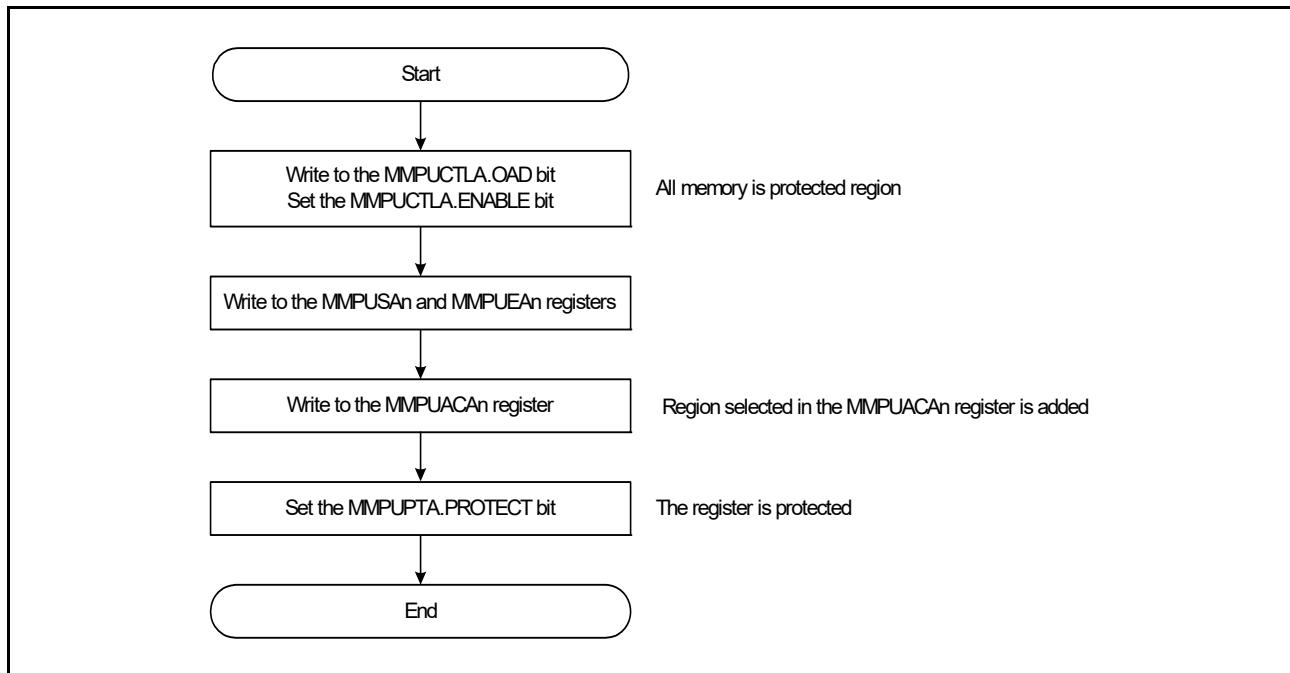 Start
Write to the MMPUCTLA.OAD bit
Set the MMPUCTLA.ENABLE bit
All memory is protected region
Write to the MMPUSAn and MMPUEAn registers
Write to the MMPUACAn register
Region selected in the MMPUACAn register is added
Set the MMPUPTA.PROTECT bit
The register is protected
End